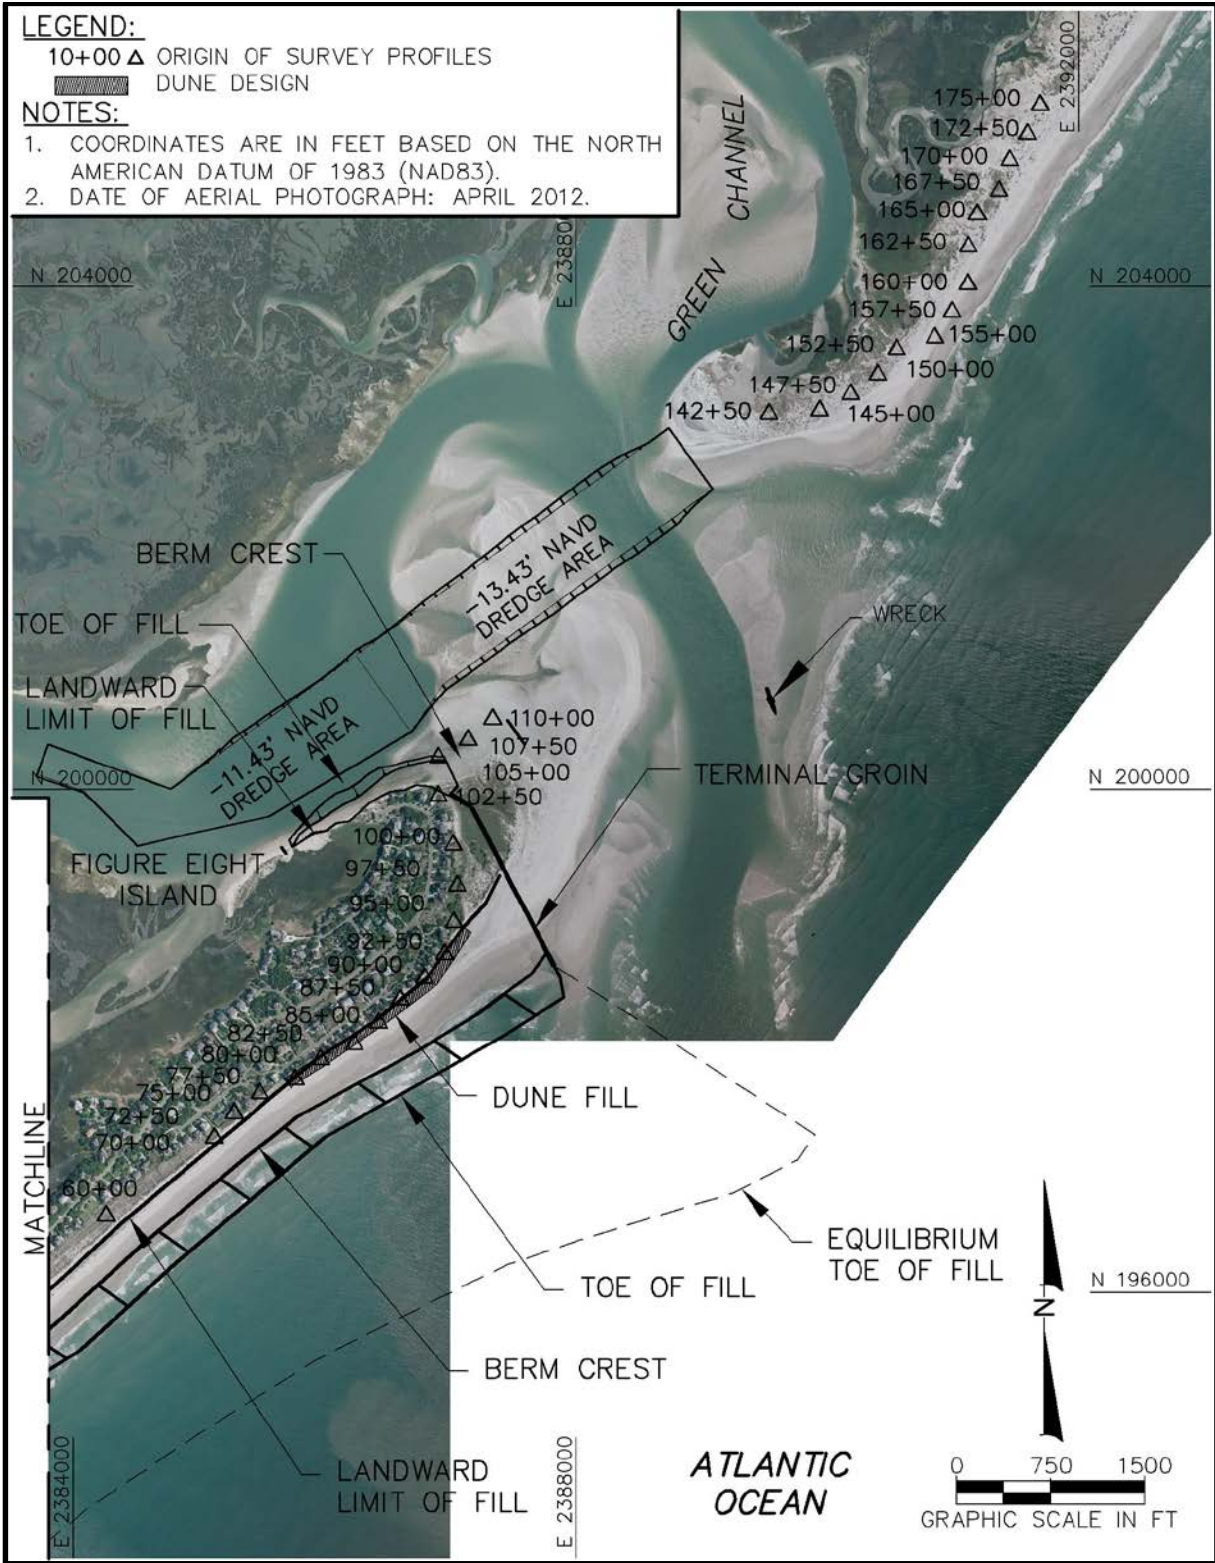 LEGEND:
10+00 △ ORIGIN OF SURVEY PROFILES
DUNE DESIGN
NOTES:
1. COORDINATES ARE IN FEET BASED ON THE NORTH
AMERICAN DATUM OF 1983 (NAD83).
2. DATE OF AERIAL PHOTOGRAPH: APRIL 2012.
E 2392000
175+00
172+50
170+00
167+50
165+00
162+50
160+00
157+50
155+00
152+50
150+00
147+50
145+00
142+50
GREEN CHANNEL
N 204000
N 204000
BERM CREST
-13.43' NAVD
DREDGE AREA
TOE OF FILL
WRECK
LANDWARD
LIMIT OF FILL
-11.43' NAVD
DREDGE AREA
110+00
107+50
105+00
102+50
N 200000
TERMINAL GROIN
N 200000
FIGURE EIGHT
ISLAND
100+00
97+50
95+00
92+50
90+00
87+50
85+00
82+50
80+00
77+50
75+00
72+50
70+00
60+00
MATCHLINE
DUNE FILL
EQUILIBRIUM
TOE OF FILL
TOE OF FILL
N 196000
N
BERM CREST
LANDWARD
LIMIT OF FILL
E 2384000
E 2388000
ATLANTIC
OCEAN
0 750 1500
GRAPHIC SCALE IN FT